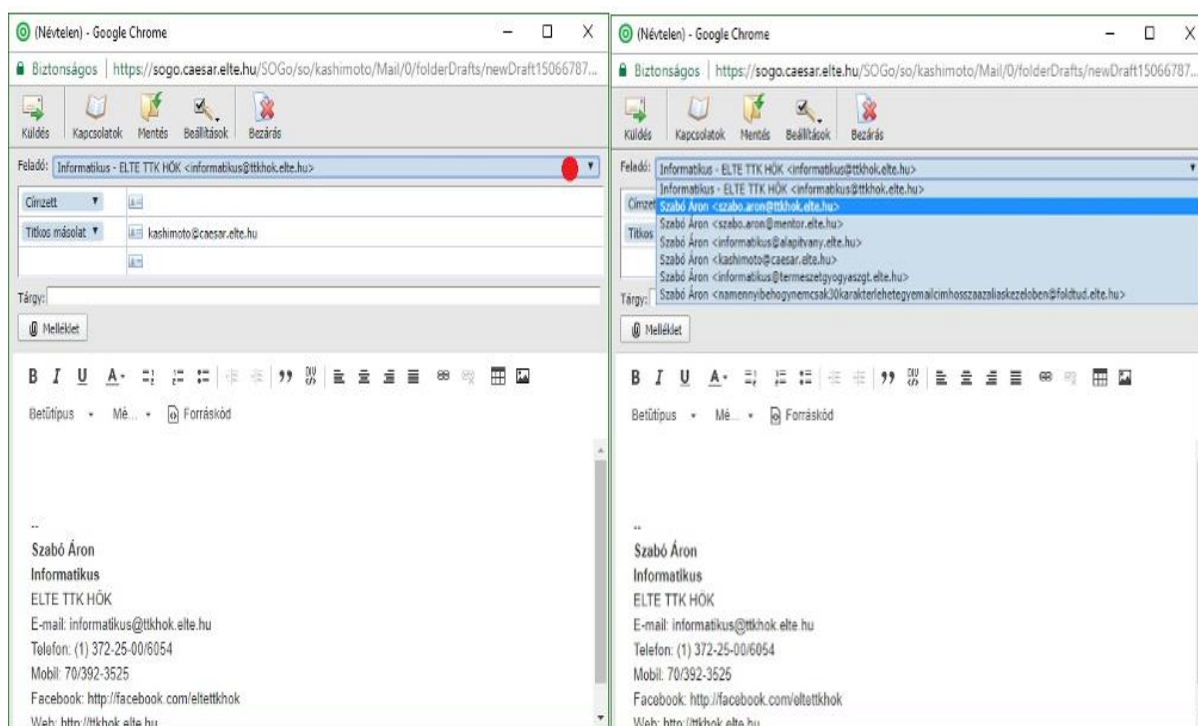 (Névtelen) - Google Chrome
Biztonságos | https://sogo.caesar.elte.hu/SOGo/so/kashimoto/Mail/0/folderDrafts/newDraft15066787...
Küldés Kapcsolatok Mentés Beállítások Bezárás
Feladó: Informatikus - ELTE TTK HÖK <informatikus@ttkhok.elte.hu>
Címzett
Titkos másolat kashimoto@caesar.elte.hu
Tárgy:
Melléklet
B I U A
DIV
Betűtípus Mé... Forráskód
--
Szabó Áron
Informatikus
ELTE TTK HÖK
E-mail: informatikus@ttkhok.elte.hu
Telefon: (1) 372-25-00/6054
Mobil: 70/392-3525
Facebook: http://facebook.com/eltettkhok
Web: http://ttkhok.elte.hu
(Névtelen) - Google Chrome
Biztonságos | https://sogo.caesar.elte.hu/SOGo/so/kashimoto/Mail/0/folderDrafts/newDraft15066787...
Küldés Kapcsolatok Mentés Beállítások Bezárás
Feladó: Informatikus - ELTE TTK HÖK <informatikus@ttkhok.elte.hu>
Informatikus - ELTE TTK HÖK <informatikus@ttkhok.elte.hu>
Címzet Szabó Áron <szabo.aron@ttkhok.elte.hu>
Szabó Áron <szabo.aron@mentor.elte.hu>
Titkos Szabó Áron <informatikus@alapitvany.elte.hu>
Szabó Áron <kashimoto@caesar.elte.hu>
Szabó Áron <informatikus@termeszetgyogyaszgt.elte.hu>
Tárgy: Szabó Áron <namennyibehogynemcsak30karakterlehetegyemailcimhosszaazaliaskezeloben@foldtud.elte.hu>
Melléklet
B I U A
DIV
Betűtípus Mé... Forráskód
--
Szabó Áron
Informatikus
ELTE TTK HÖK
E-mail: informatikus@ttkhok.elte.hu
Telefon: (1) 372-25-00/6054
Mobil: 70/392-3525
Facebook: http://facebook.com/eltettkhok
Web: http://ttkhok.elte.hu